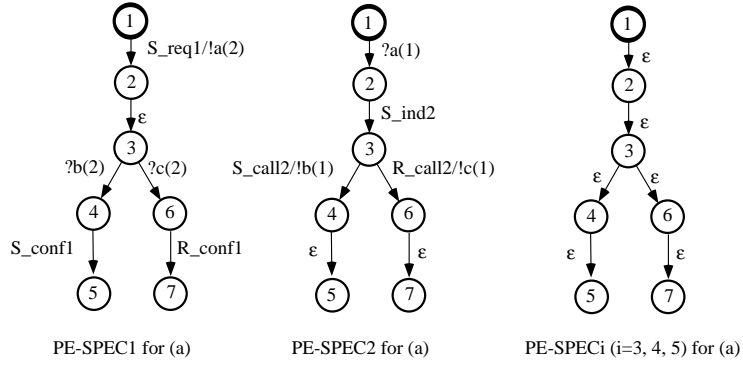 1
S_req1/!a(2)
2
ε
3
?b(2) ?c(2)
4 6
S_conf1 R_conf1
5 7
PE-SPEC1 for (a)
1
?a(1)
2
S_ind2
3
S_call2/!b(1) R_call2/!c(1)
4 6
ε ε
5 7
PE-SPEC2 for (a)
1
ε
2
ε
3
ε ε
4 6
ε ε
5 7
PE-SPECi (i=3, 4, 5) for (a)